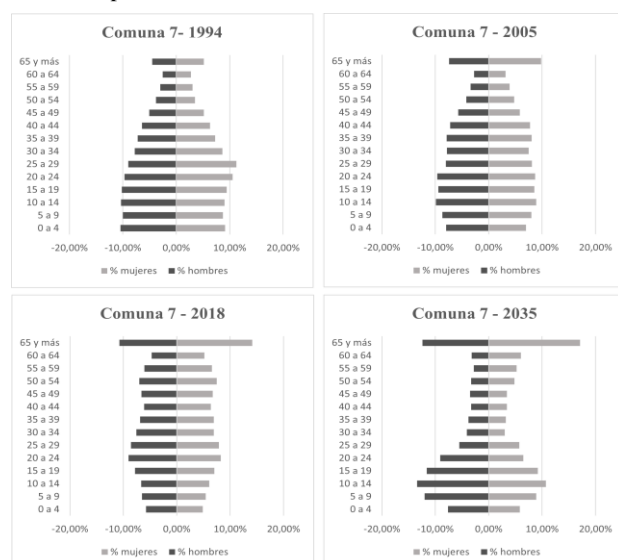 Comuna 7- 1994
65 y más
60 a 64
55 a 59
50 a 54
45 a 49
40 a 44
35 a 39
30 a 34
25 a 29
20 a 24
15 a 19
10 a 14
5 a 9
0 a 4
-20,00% -10,00% 0,00% 10,00% 20,00%
% mujeres % hombres
Comuna 7 - 2005
65 y más
60 a 64
55 a 59
50 a 54
45 a 49
40 a 44
35 a 39
30 a 34
25 a 29
20 a 24
15 a 19
10 a 14
5 a 9
0 a 4
-20,00% -10,00% 0,00% 10,00% 20,00%
% mujeres % hombres
Comuna 7 - 2018
65 y más
60 a 64
55 a 59
50 a 54
45 a 49
40 a 44
35 a 39
30 a 34
25 a 29
20 a 24
15 a 19
10 a 14
5 a 9
0 a 4
-20,00% -10,00% 0,00% 10,00% 20,00%
% mujeres % hombres
Comuna 7 - 2035
65 y más
60 a 64
55 a 59
50 a 54
45 a 49
40 a 44
35 a 39
30 a 34
25 a 29
20 a 24
15 a 19
10 a 14
5 a 9
0 a 4
-20,00% -10,00% 0,00% 10,00% 20,00%
% mujeres % hombres